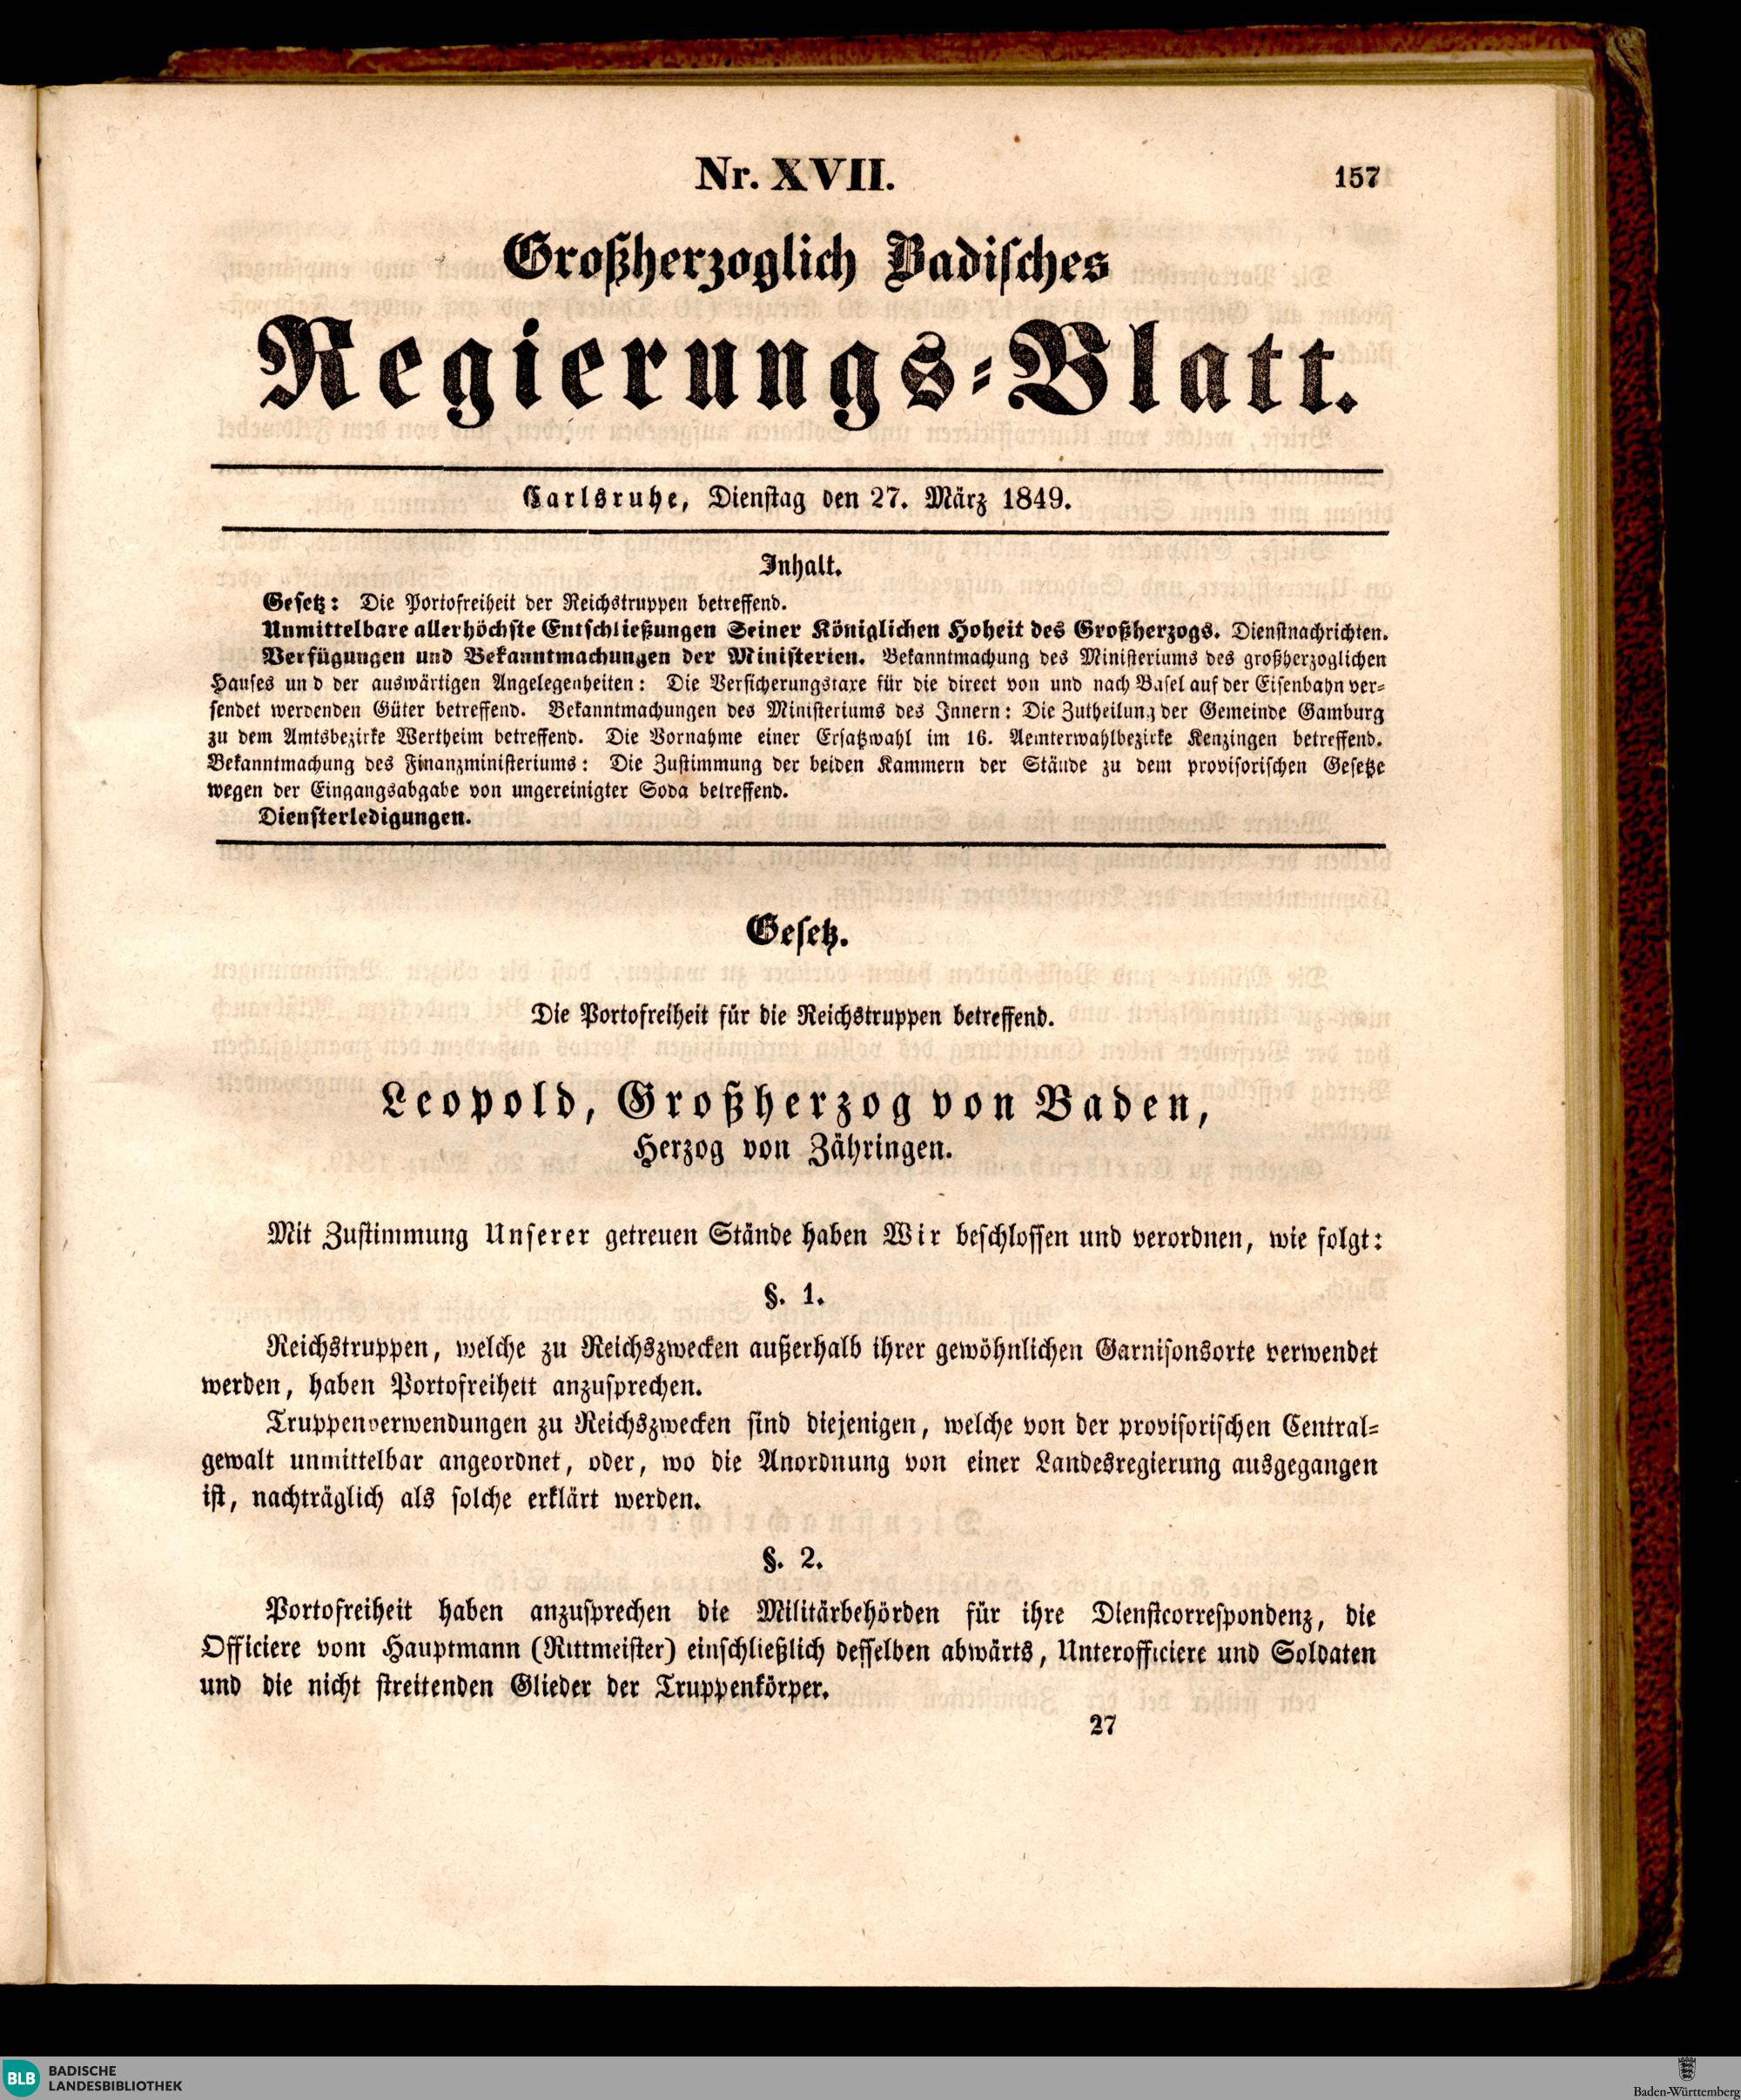 Nr. XVII.
157
Großherzoglich Badisches
Regierungs-Blatt.
Carlsruhe, Dienstag den 27. März 1849.
Inhalt.
Gesetz: Die Portofreiheit der Reichstruppen betreffend.
Unmittelbare allerhöchste Entschließungen Seiner Königlichen Hoheit des Großherzogs. Dienstnachrichten.
Verfügungen und Bekanntmachungen der Ministerien. Bekanntmachung des Ministeriums des großherzoglichen
Hauses und der auswärtigen Angelegenheiten: Die Versicherungstaxe für die direct von und nach Basel auf der Eisenbahn ver-
sendet werdenden Güter betreffend. Bekanntmachungen des Ministeriums des Innern: Die Zutheilung der Gemeinde Gamburg
zu dem Amtsbezirke Wertheim betreffend. Die Vornahme einer Ersatzwahl im 16. Aemterwahlbezirke Kenzingen betreffend.
Bekanntmachung des Finanzministeriums: Die Zustimmung der beiden Kammern der Stände zu dem provisorischen Gesetze
wegen der Eingangsabgabe von ungereinigter Soda betreffend.
Diensterledigungen.
Gesetz.
Die Portofreiheit für die Reichstruppen betreffend.
Leopold, Großherzog von Baden,
Herzog von Zähringen.
Mit Zustimmung Unserer getreuen Stände haben Wir beschlossen und verordnen, wie folgt:
§. 1.
Reichstruppen, welche zu Reichszwecken außerhalb ihrer gewöhnlichen Garnisonsorte verwendet
werden, haben Portofreiheit anzusprechen.
Truppenverwendungen zu Reichszwecken sind diejenigen, welche von der provisorischen Central-
gewalt unmittelbar angeordnet, oder, wo die Anordnung von einer Landesregierung ausgegangen
ist, nachträglich als solche erklärt werden.
§. 2.
Portofreiheit haben anzusprechen die Militärbehörden für ihre Dienstcorrespondenz, die
Officiere vom Hauptmann (Rittmeister) einschließlich desselben abwärts, Unterofficiere und Soldaten
und die nicht streitenden Glieder der Truppenkörper.
27
BLB BADISCHE
LANDESBIBLIOTHEK
Baden-Württemberg